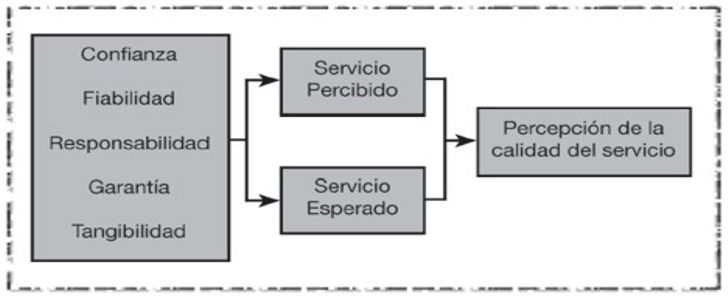 Confianza
Fiabilidad
Responsabilidad
Garantía
Tangibilidad
Servicio
Percibido
Servicio
Esperado
Percepción de la
calidad del servicio